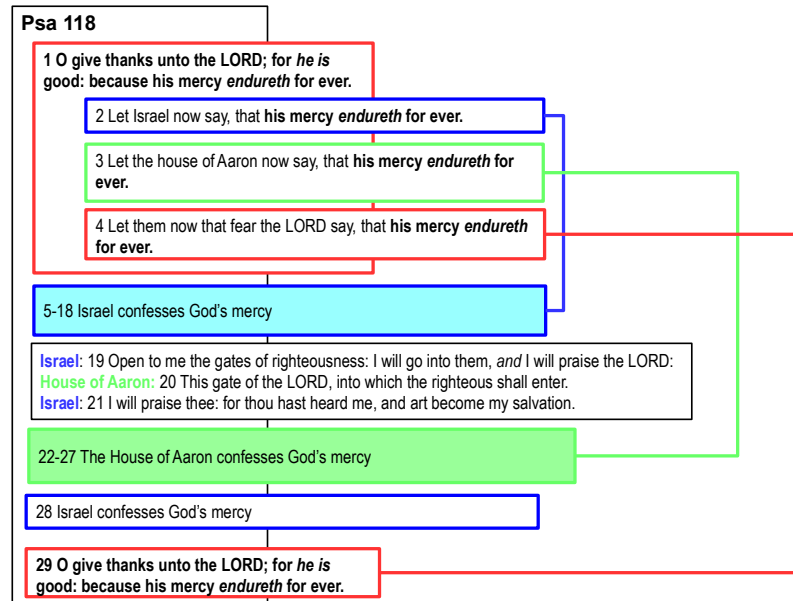 Psa 118
1 O give thanks unto the LORD; for he is
good: because his mercy endureth for ever.
2 Let Israel now say, that his mercy endureth for ever.
3 Let the house of Aaron now say, that his mercy endureth for
ever.
4 Let them now that fear the LORD say, that his mercy endureth
for ever.
5-18 Israel confesses God's mercy
Israel: 19 Open to me the gates of righteousness: I will go into them, and I will praise the LORD:
House of Aaron: 20 This gate of the LORD, into which the righteous shall enter.
Israel: 21 I will praise thee: for thou hast heard me, and art become my salvation.
22-27 The House of Aaron confesses God's mercy
28 Israel confesses God's mercy
29 O give thanks unto the LORD; for he is
good: because his mercy endureth for ever.